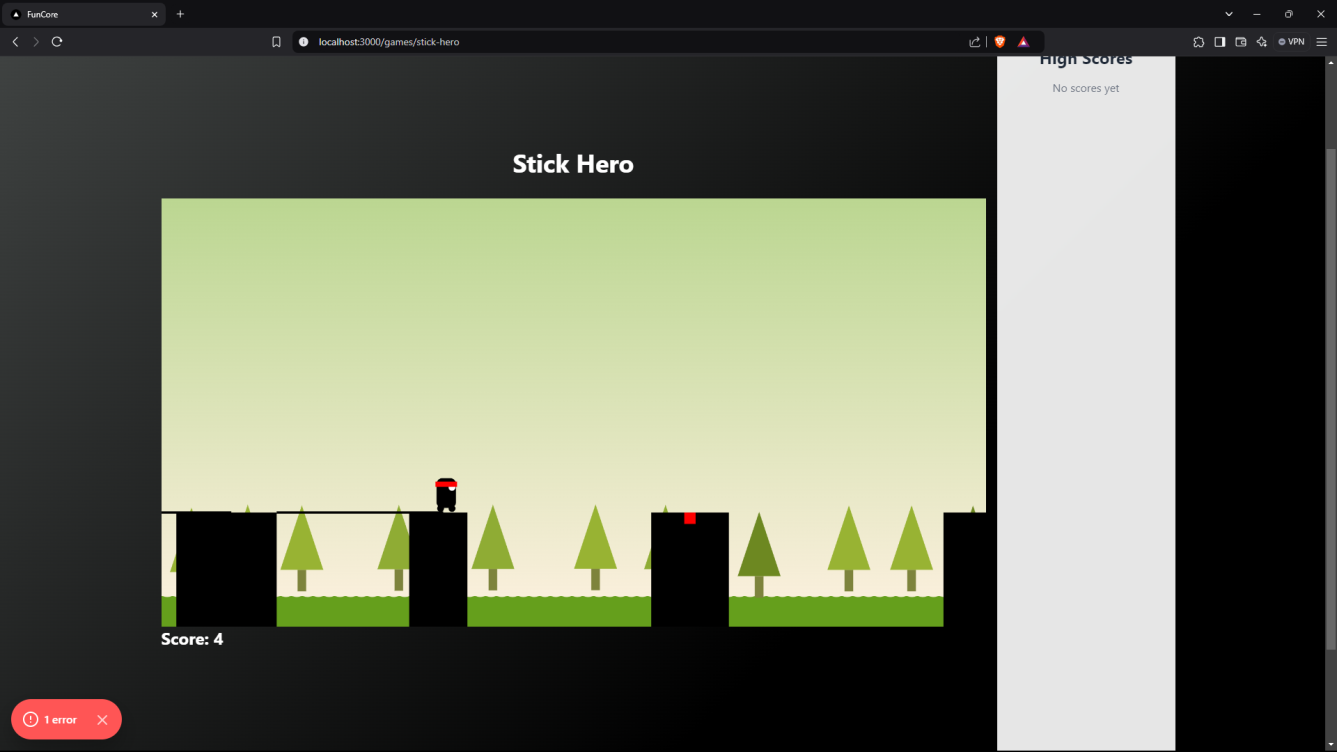 FunCore
localhost:3000/games/stick-hero
VPN
High Scores
No scores yet
Stick Hero
Score: 4
1 error